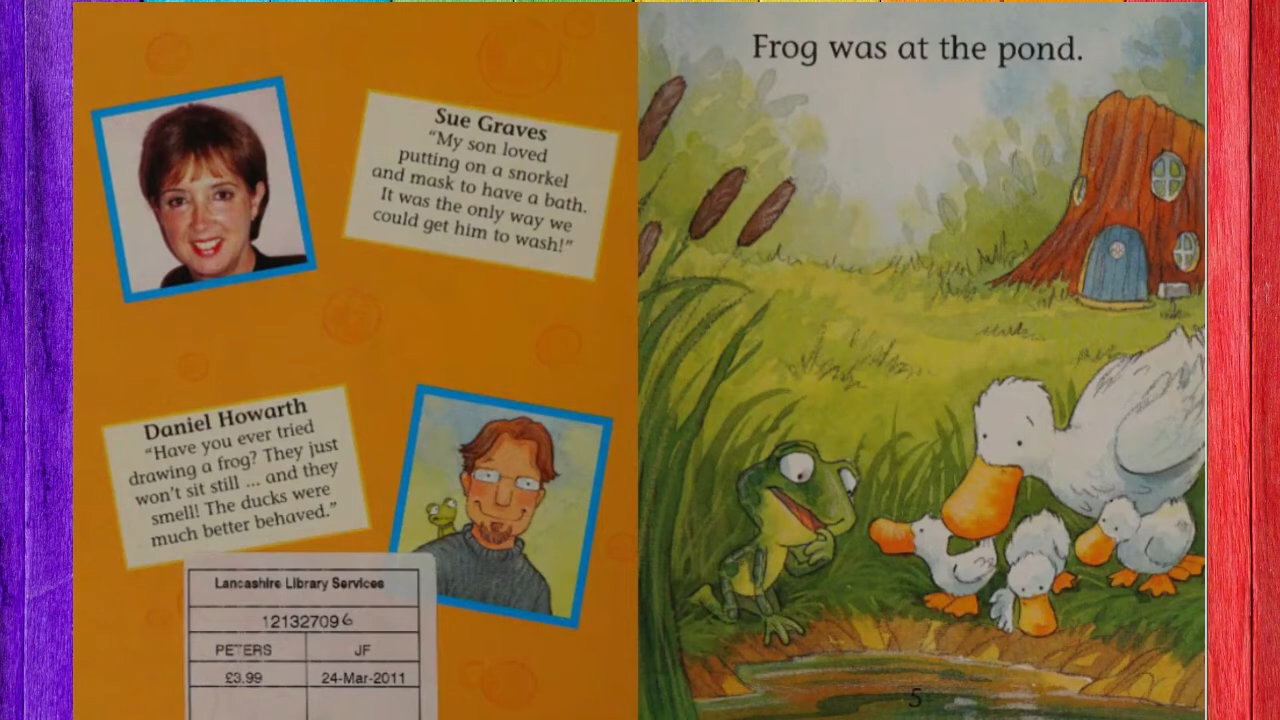 Sue Graves
“My son loved
putting on a snorkel
and mask to have a bath.
It was the only way we
could get him to wash!”
Daniel Howarth
“Have you ever tried
drawing a frog? They just
won’t sit still ... and they
smell! The ducks were
much better behaved.”
Lancashire Library Services
121327096
PETERS JF
£3.99 24-Mar-2011
Frog was at the pond.
5